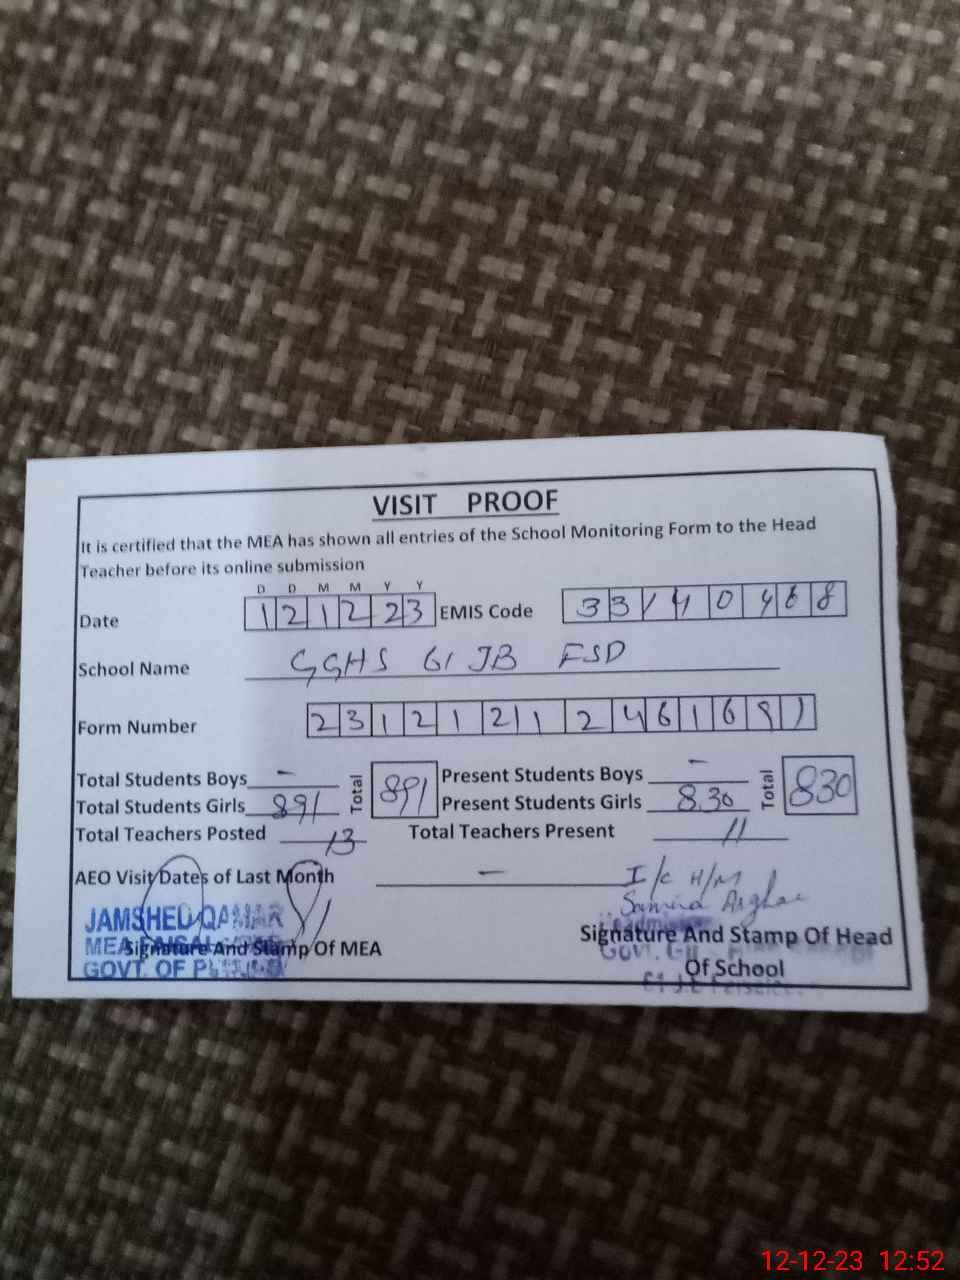 VISIT PROOF
It is certified that the MEA has shown all entries of the School Monitoring Form to the Head
Teacher before its online submission
D D M M Y Y
Date 1 2 1 2 2 3 EMIS Code 3 3 1 4 0 4 6 8
School Name GGHS 61 JB FSD
Form Number 2 3 1 2 1 2 1 1 2 4 6 1 6 9 1
Total Students Boys – Total 891 Present Students Boys – Total 830
Total Students Girls 891 Present Students Girls 830
Total Teachers Posted 13 Total Teachers Present 11
AEO Visit Dates of Last Month – I/c H/M
Samina
JAMSHED QAMAR
MEA FAISAL
Signature And Stamp Of MEA Signature And Stamp Of Head
GOVT. OF Of School
12-12-23 12:52